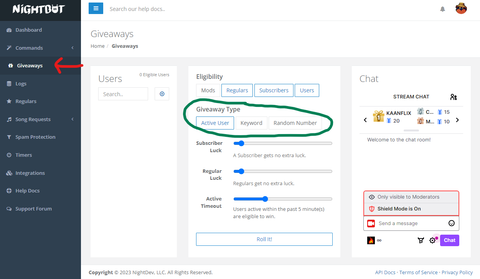 NIGHTBOT
Search our help docs..
Dashboard
Commands
Giveaways
Logs
Regulars
Song Requests
Spam Protection
Timers
Integrations
Help Docs
Support Forum
Giveaways
Home / Giveaways
Users
0 Eligible Users
Search...
Eligibility
Mods Regulars Subscribers Users
Giveaway Type
Active User Keyword Random Number
Subscriber Luck
A Subscriber gets no extra luck.
Regular Luck
Regulars get no extra luck.
Active Timeout
Users active within the past 5 minute(s) are eligible to win.
Roll it!
Chat
STREAM CHAT
KAANFLIX
20
C... 15
M... 10
Welcome to the chat room!
Only visible to Moderators
Shield Mode is On
Send a message
∞
Chat
Copyright © 2023 NightDev, LLC. All Rights Reserved.
API Docs - Terms of Service - Privacy Policy